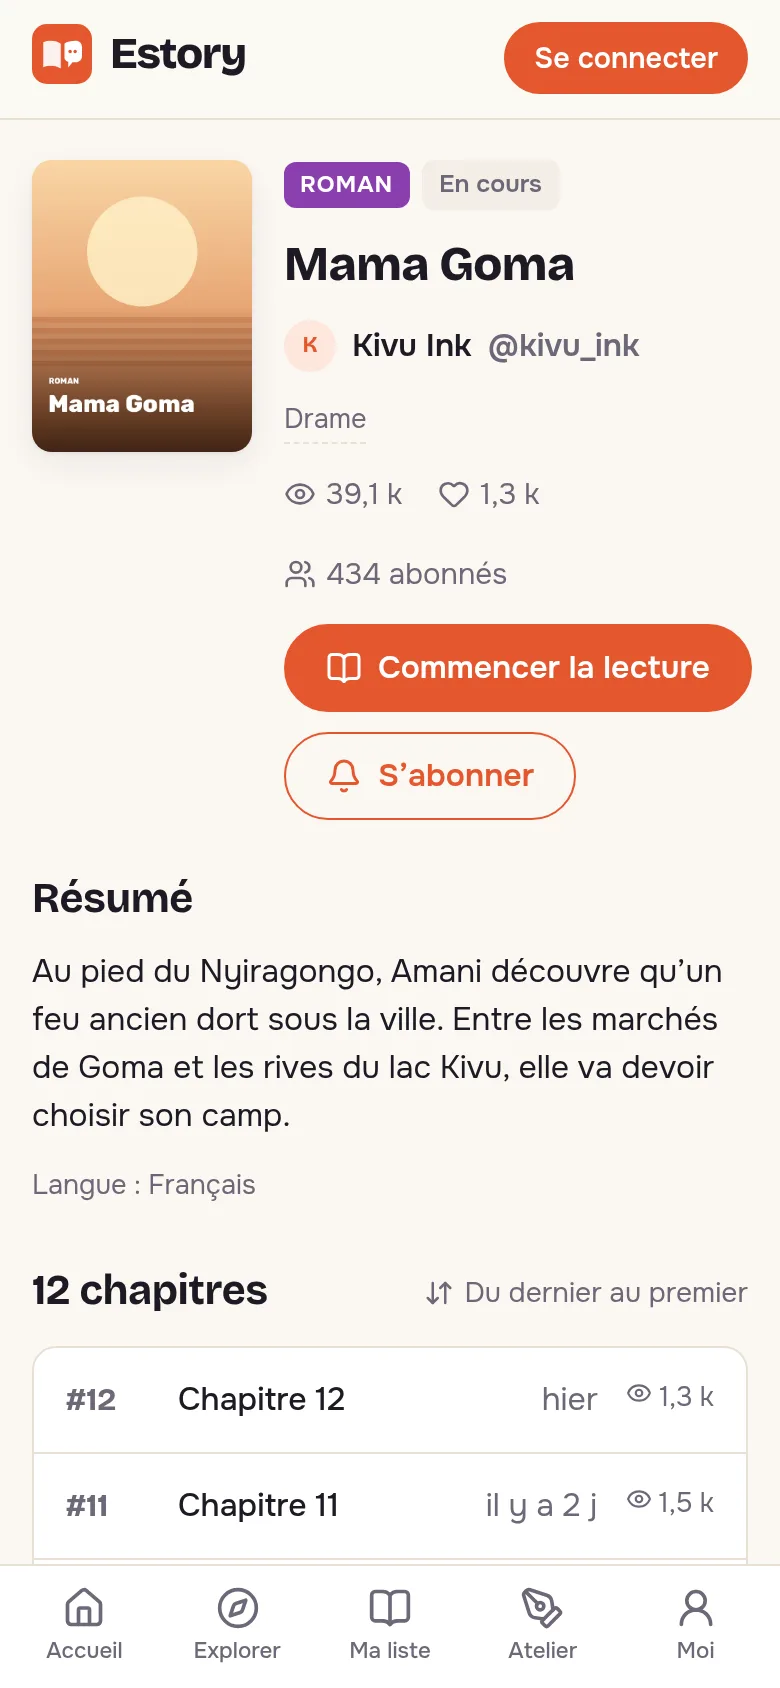 Estory
Se connecter
ROMAN
En cours
Mama Goma
K
Kivu Ink @kivu_ink
Drame
39,1 k
1,3 k
434 abonnés
ROMAN
Mama Goma
Commencer la lecture
S’abonner
Résumé
Au pied du Nyiragongo, Amani découvre qu’un
feu ancien dort sous la ville. Entre les marchés
de Goma et les rives du lac Kivu, elle va devoir
choisir son camp.
Langue : Français
12 chapitres
Du dernier au premier
#12 Chapitre 12 hier 1,3 k
#11 Chapitre 11 il y a 2 j 1,5 k
Accueil
Explorer
Ma liste
Atelier
Moi